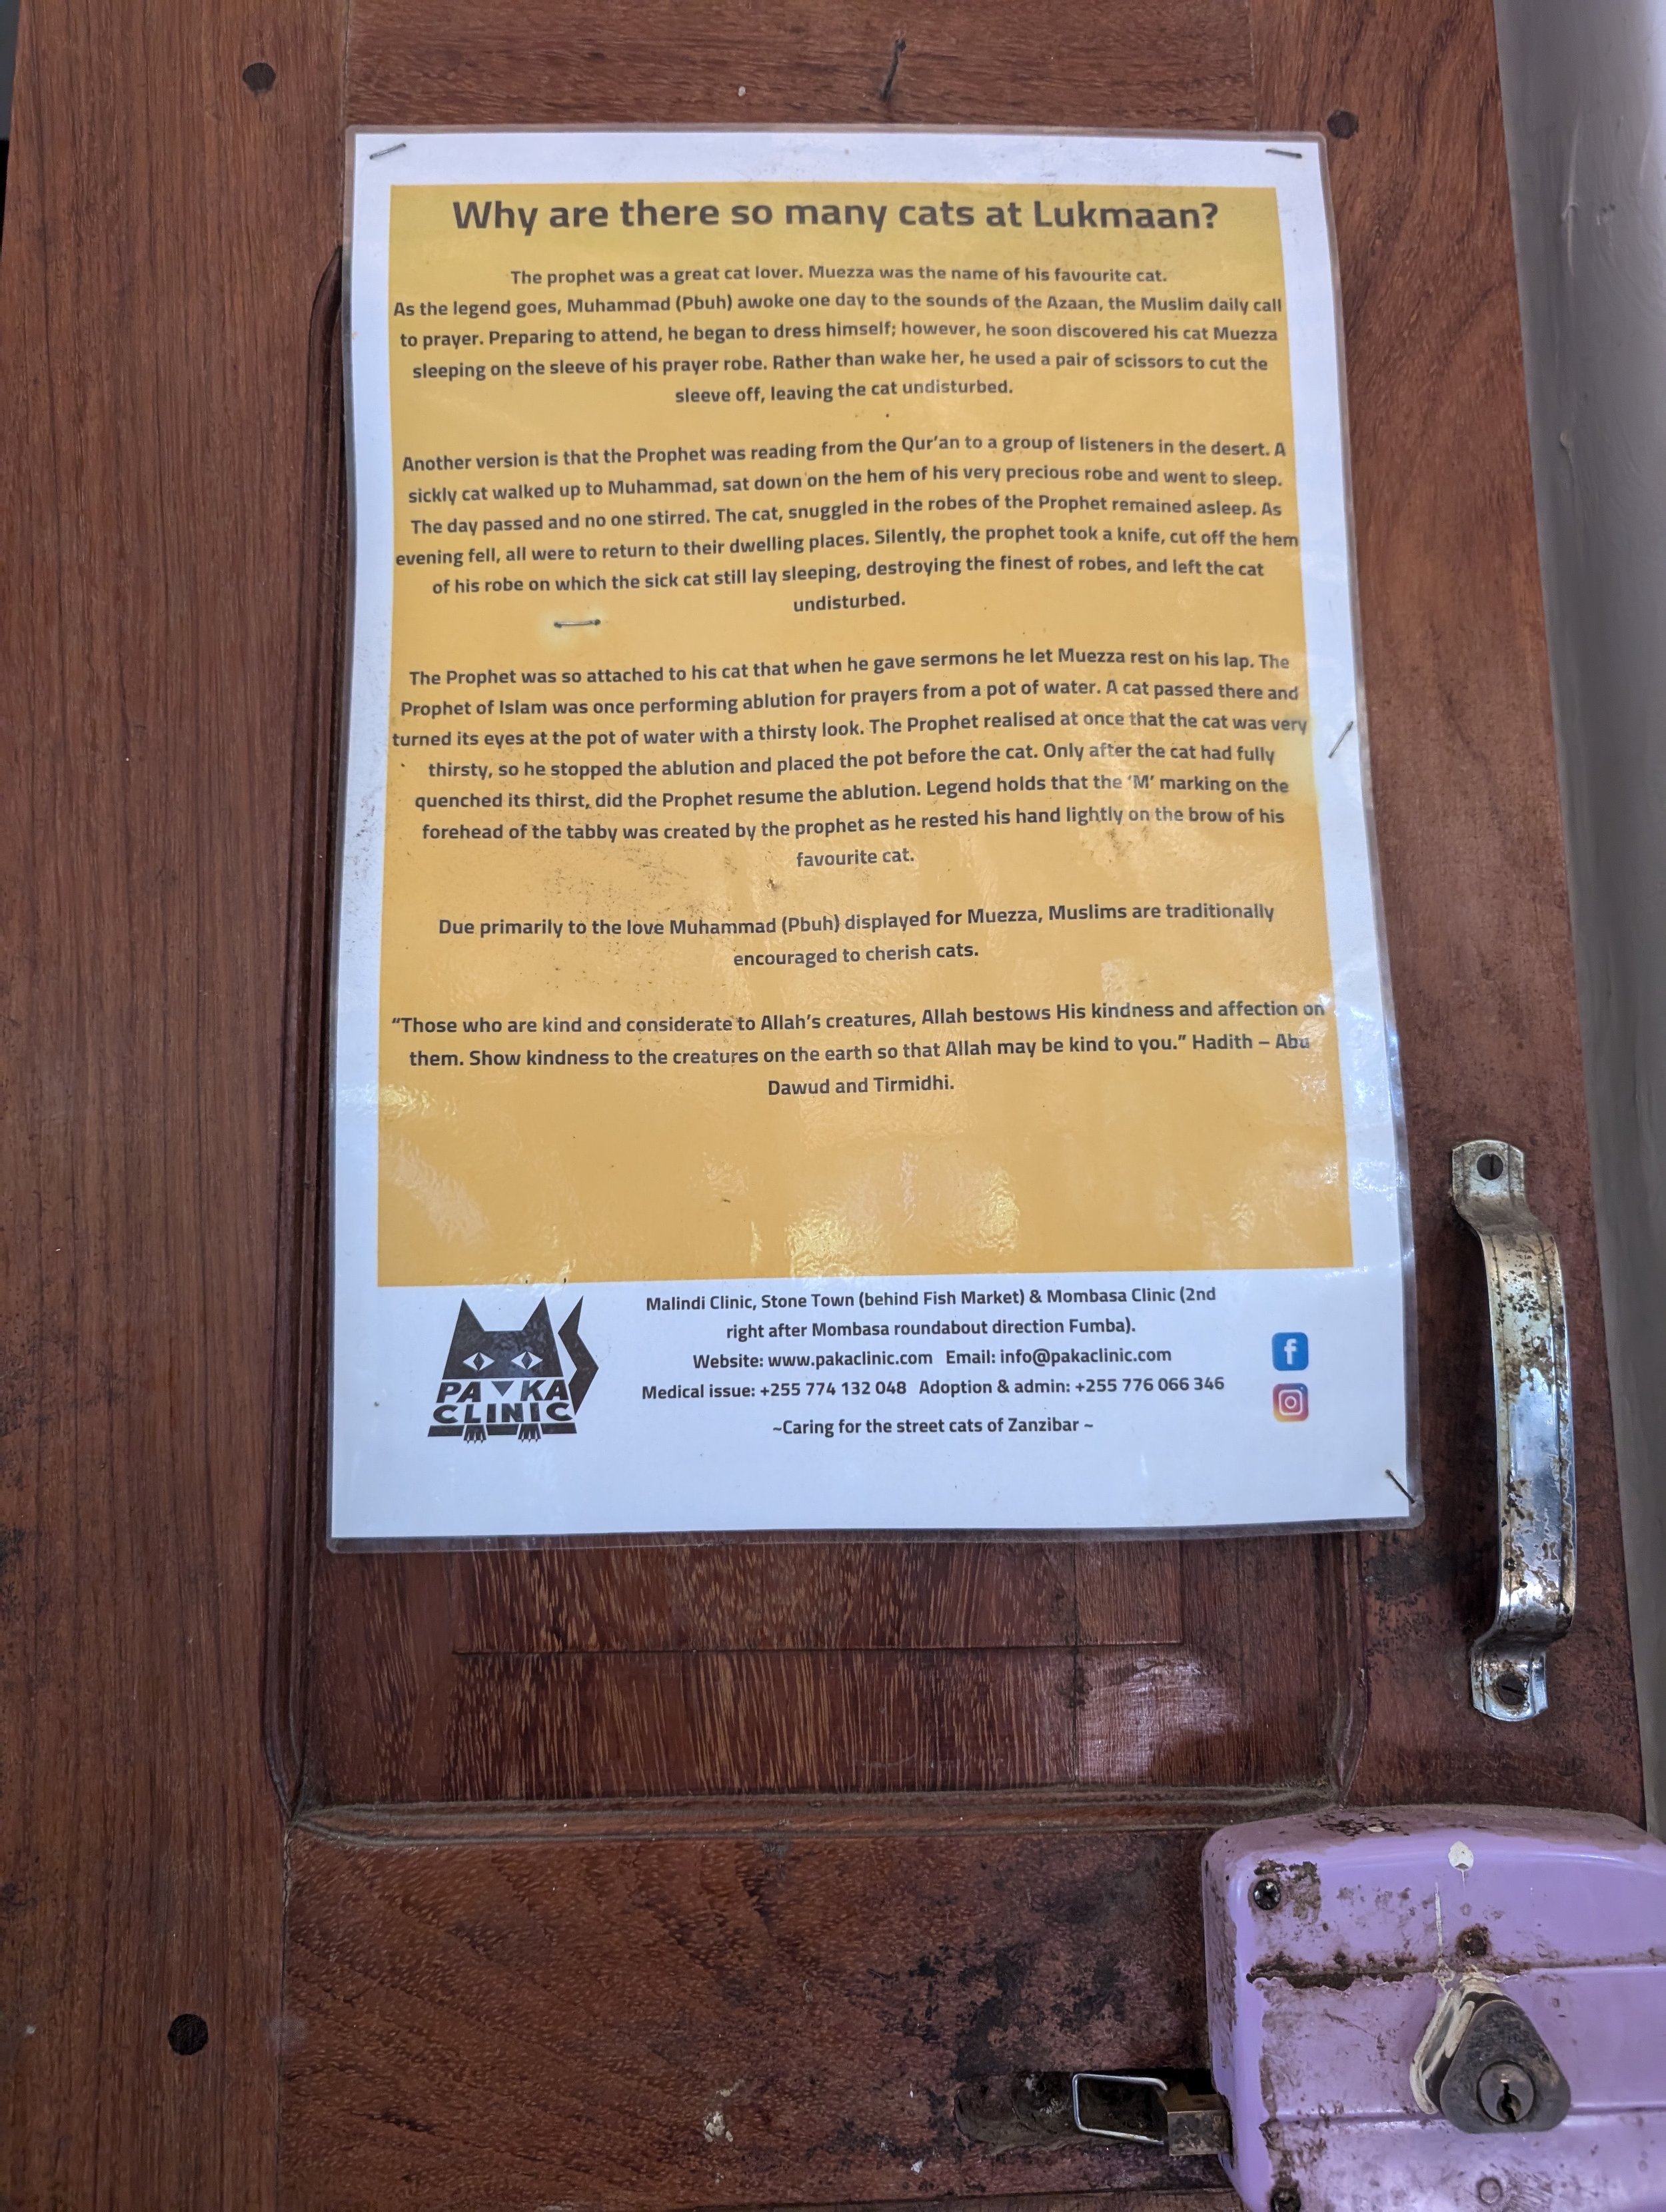 Why are there so many cats at Lukmaan?
The prophet was a great cat lover. Muezza was the name of his favourite cat.
As the legend goes, Muhammad (Pbuh) awoke one day to the sounds of the Azaan, the Muslim daily call
to prayer. Preparing to attend, he began to dress himself; however, he soon discovered his cat Muezza
sleeping on the sleeve of his prayer robe. Rather than wake her, he used a pair of scissors to cut the
sleeve off, leaving the cat undisturbed.
Another version is that the Prophet was reading from the Qur’an to a group of listeners in the desert. A
sickly cat walked up to Muhammad, sat down on the hem of his very precious robe and went to sleep.
The day passed and no one stirred. The cat, snuggled in the robes of the Prophet remained asleep. As
evening fell, all were to return to their dwelling places. Silently, the prophet took a knife, cut off the hem
of his robe on which the sick cat still lay sleeping, destroying the finest of robes, and left the cat
undisturbed.
The Prophet was so attached to his cat that when he gave sermons he let Muezza rest on his lap. The
Prophet of Islam was once performing ablution for prayers from a pot of water. A cat passed there and
turned its eyes at the pot of water with a thirsty look. The Prophet realised at once that the cat was very
thirsty, so he stopped the ablution and placed the pot before the cat. Only after the cat had fully
quenched its thirst, did the Prophet resume the ablution. Legend holds that the ‘M’ marking on the
forehead of the tabby was created by the prophet as he rested his hand lightly on the brow of his
favourite cat.
Due primarily to the love Muhammad (Pbuh) displayed for Muezza, Muslims are traditionally
encouraged to cherish cats.
“Those who are kind and considerate to Allah’s creatures, Allah bestows His kindness and affection on
them. Show kindness to the creatures on the earth so that Allah may be kind to you.” Hadith – Abu
Dawud and Tirmidhi.
PAKA
CLINIC
Malindi Clinic, Stone Town (behind Fish Market) & Mombasa Clinic (2nd
right after Mombasa roundabout direction Fumba).
Website: www.pakaclinic.com Email: info@pakaclinic.com
Medical issue: +255 774 132 048 Adoption & admin: +255 776 066 346
~Caring for the street cats of Zanzibar ~